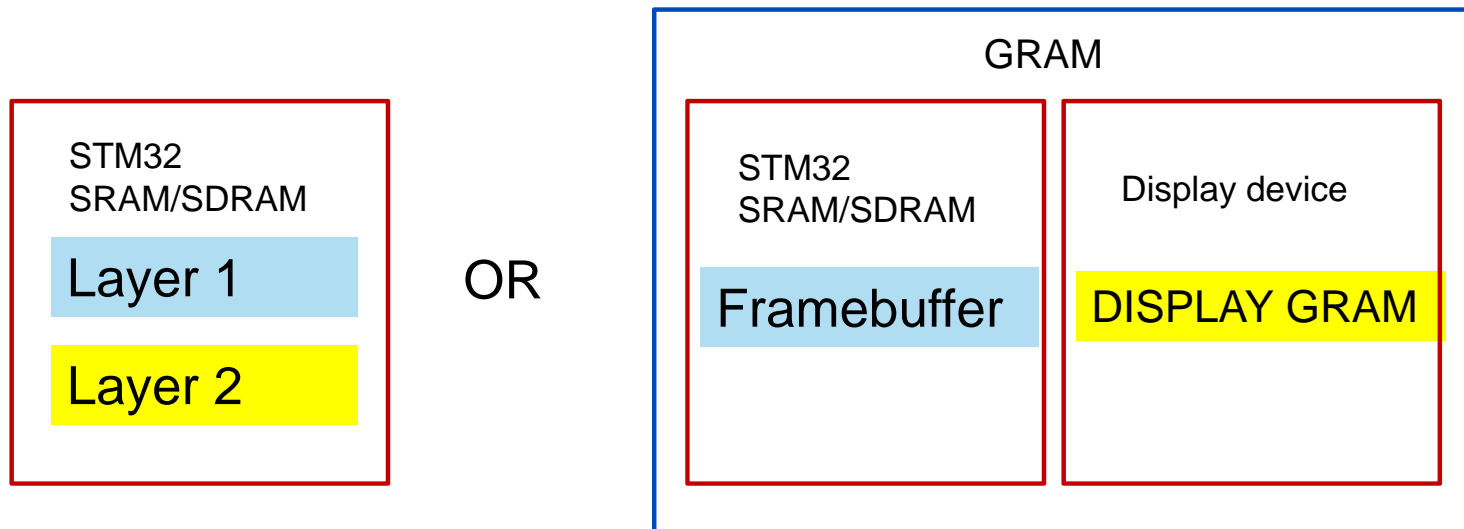 STM32
SRAM/SDRAM
Layer 1
Layer 2
OR
GRAM
STM32
SRAM/SDRAM
Framebuffer
Display device
DISPLAY GRAM